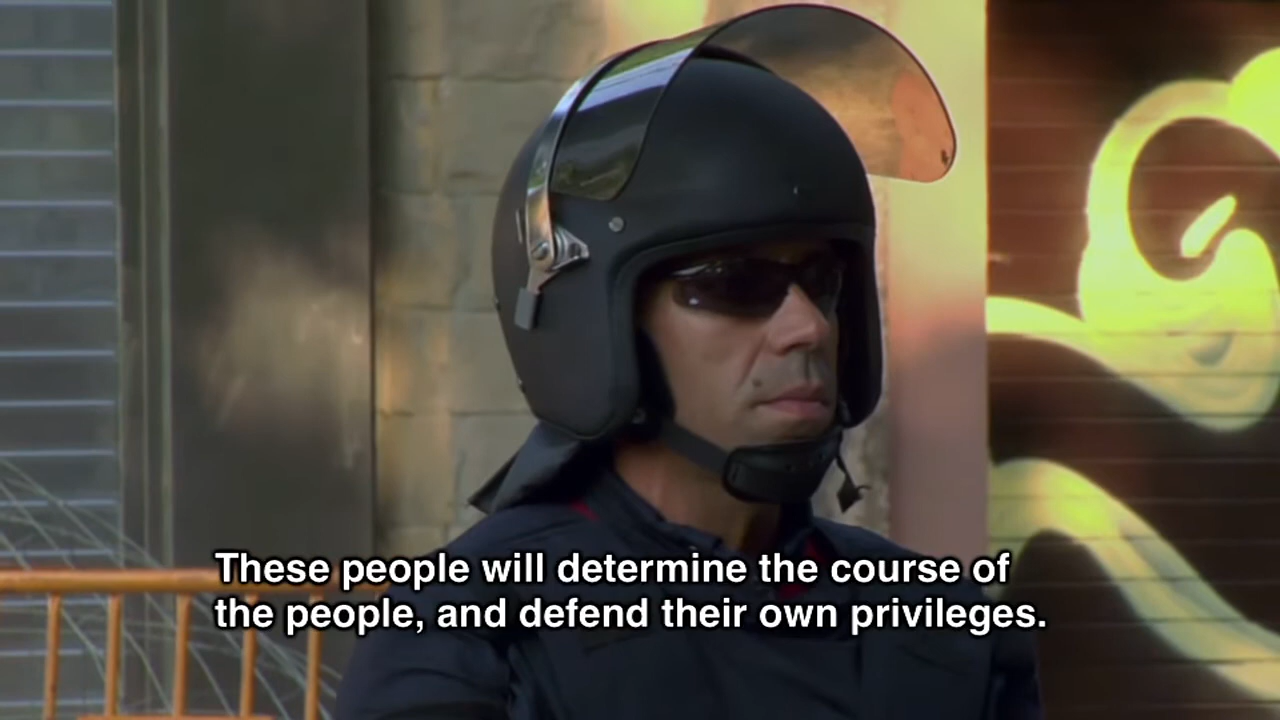 These people will determine the course of
the people, and defend their own privileges.